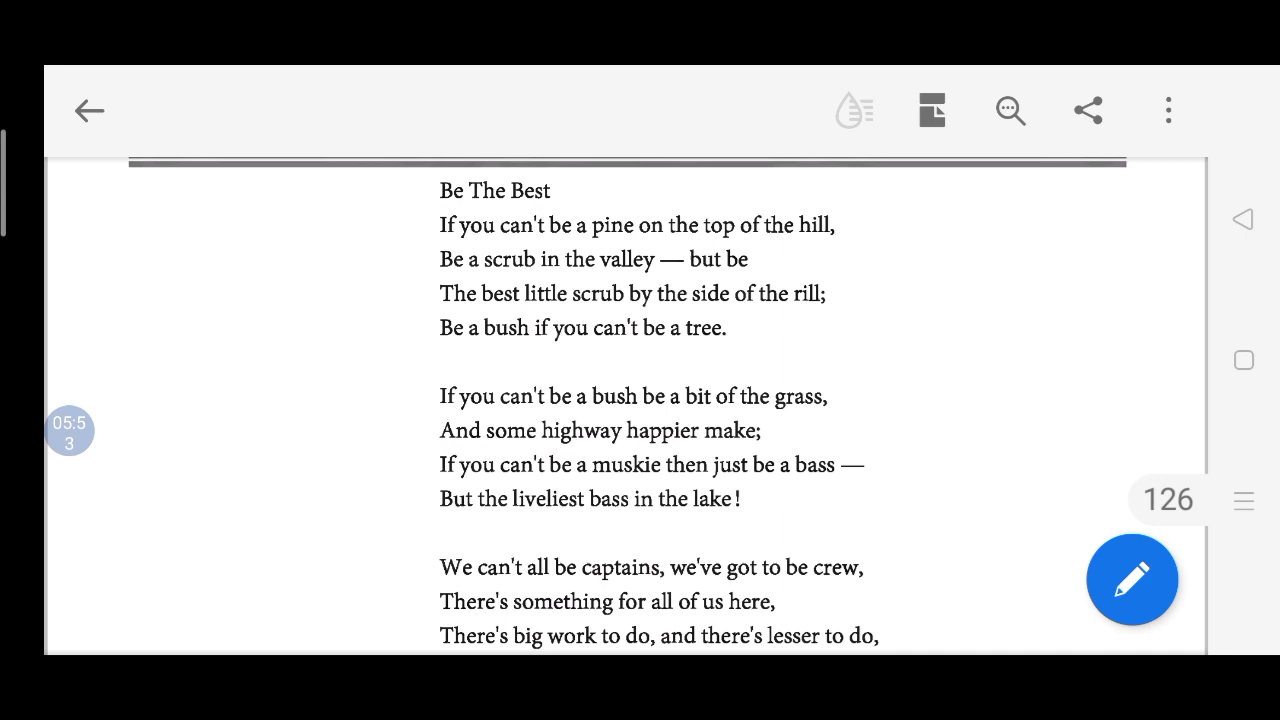 Be The Best
If you can't be a pine on the top of the hill,
Be a scrub in the valley — but be
The best little scrub by the side of the rill;
Be a bush if you can't be a tree.
If you can't be a bush be a bit of the grass,
And some highway happier make;
If you can't be a muskie then just be a bass —
But the liveliest bass in the lake!
We can't all be captains, we've got to be crew,
There's something for all of us here,
There's big work to do, and there's lesser to do,
05:5
3
126